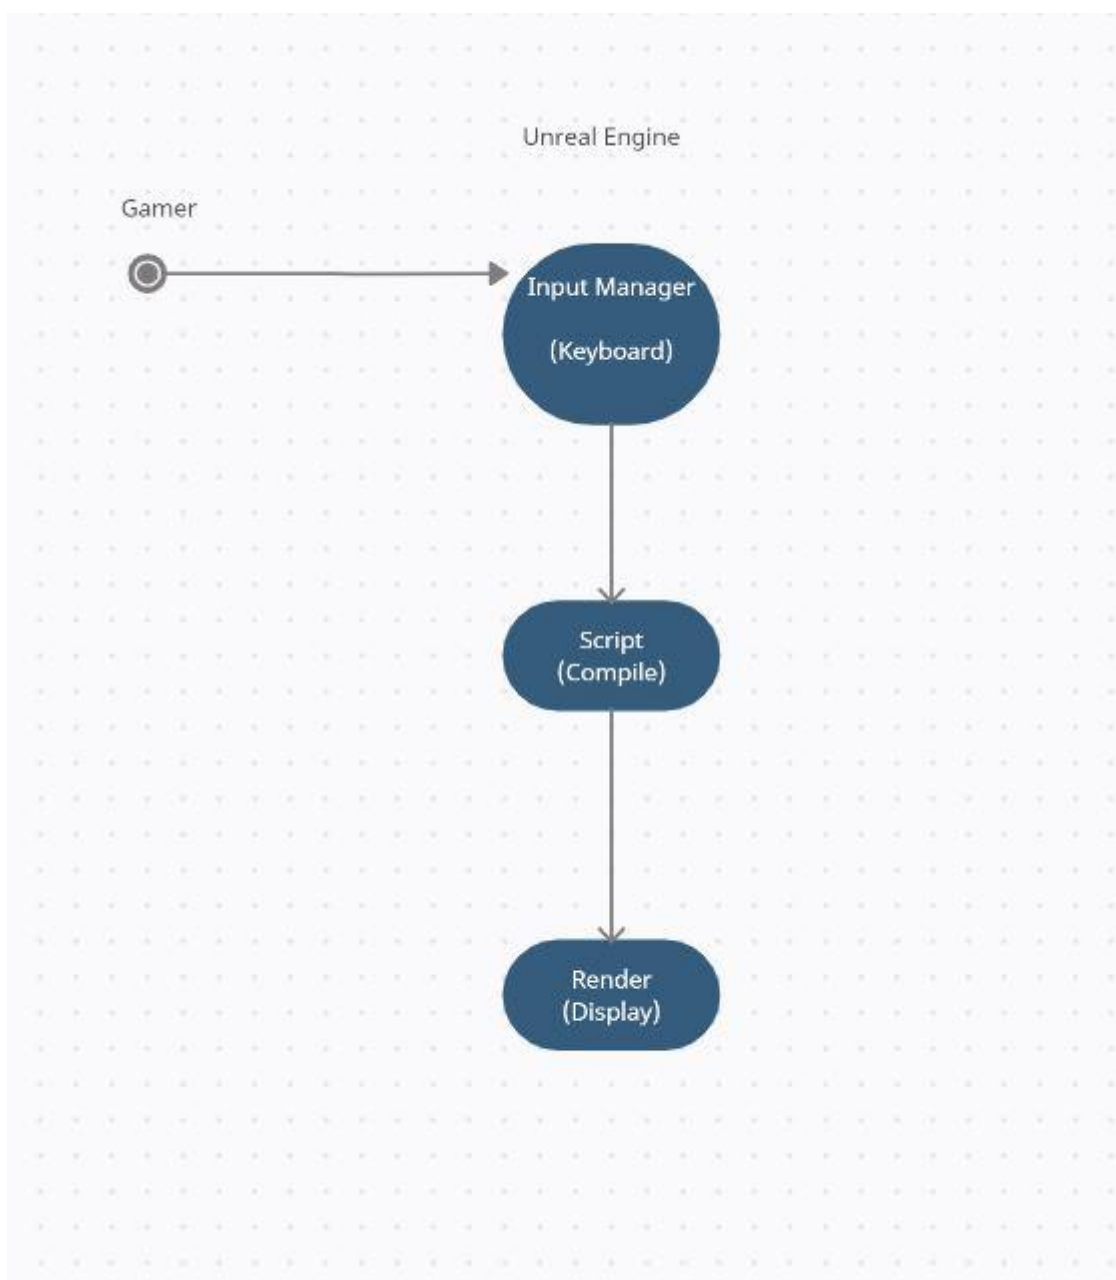 Unreal Engine
Gamer
Input Manager
(Keyboard)
Script
(Compile)
Render
(Display)